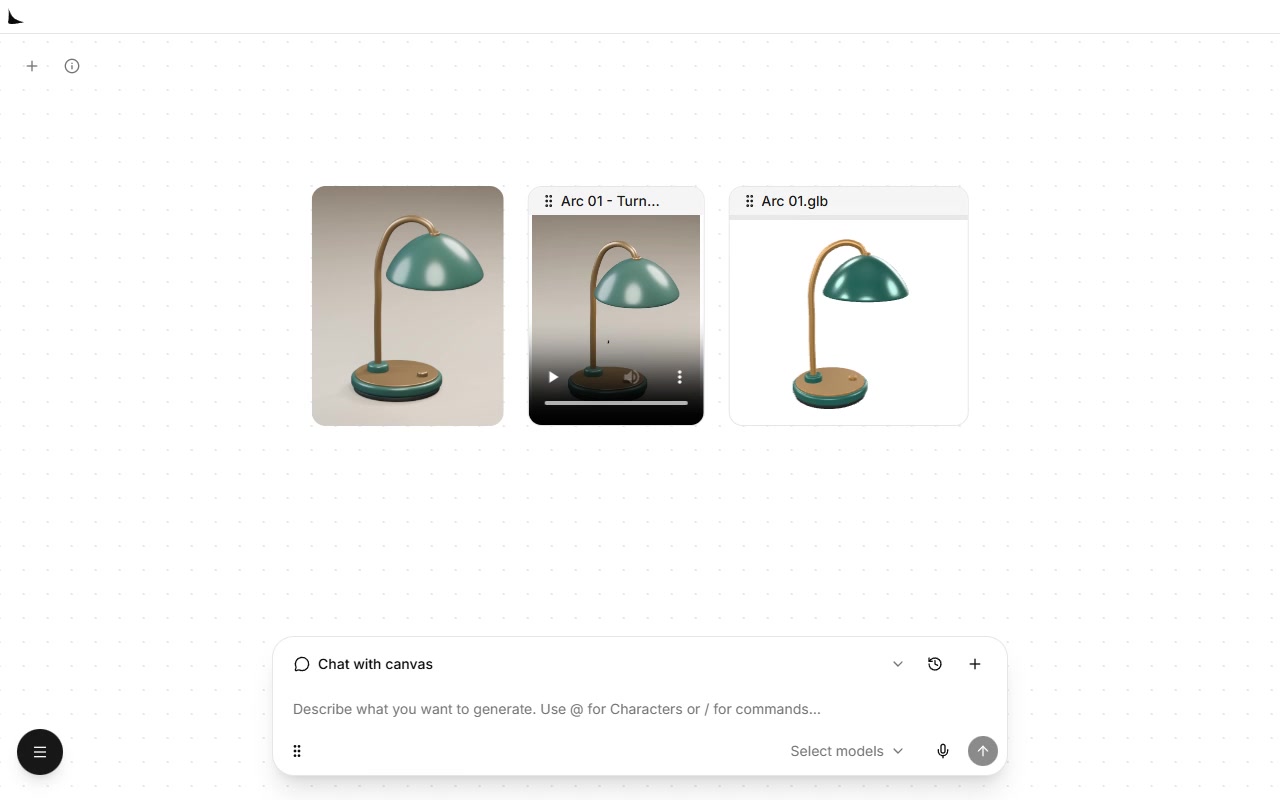 Arc 01 - Turn...
Arc 01.glb
Chat with canvas
Describe what you want to generate. Use @ for Characters or / for commands...
Select models